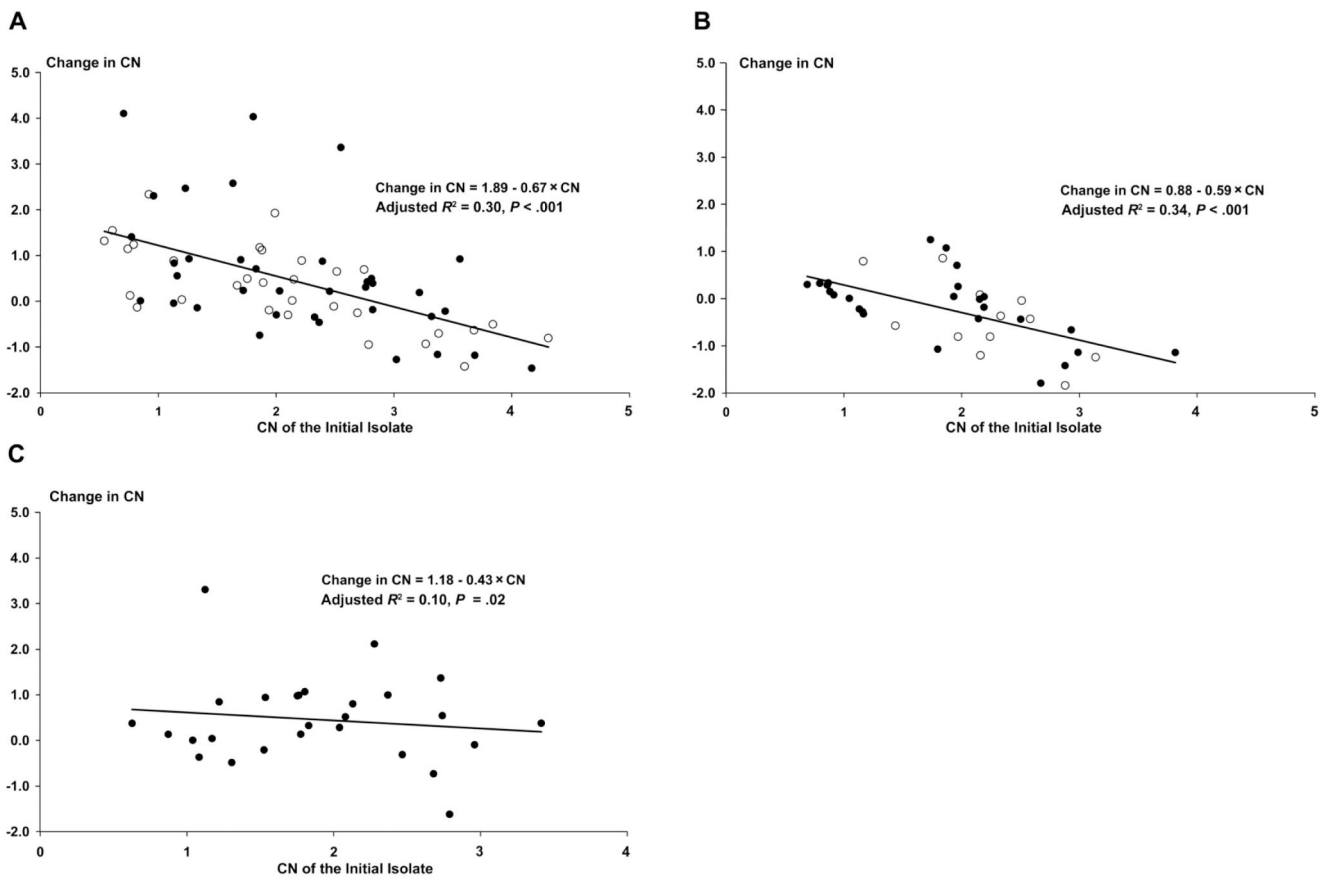 A
Change in CN
5.0
4.0
3.0
2.0
1.0
0.0
-1.0
-2.0
Change in CN = 1.89 - 0.67 × CN
Adjusted R² = 0.30, P < .001
0 1 2 3 4 5
CN of the Initial Isolate
B
Change in CN
5.0
4.0
3.0
2.0
1.0
0.0
-1.0
-2.0
Change in CN = 0.88 - 0.59 × CN
Adjusted R² = 0.34, P < .001
0 1 2 3 4 5
CN of the Initial Isolate
C
Change in CN
5.0
4.0
3.0
2.0
1.0
0.0
-1.0
-2.0
Change in CN = 1.18 - 0.43 × CN
Adjusted R² = 0.10, P = .02
0 1 2 3 4
CN of the Initial Isolate